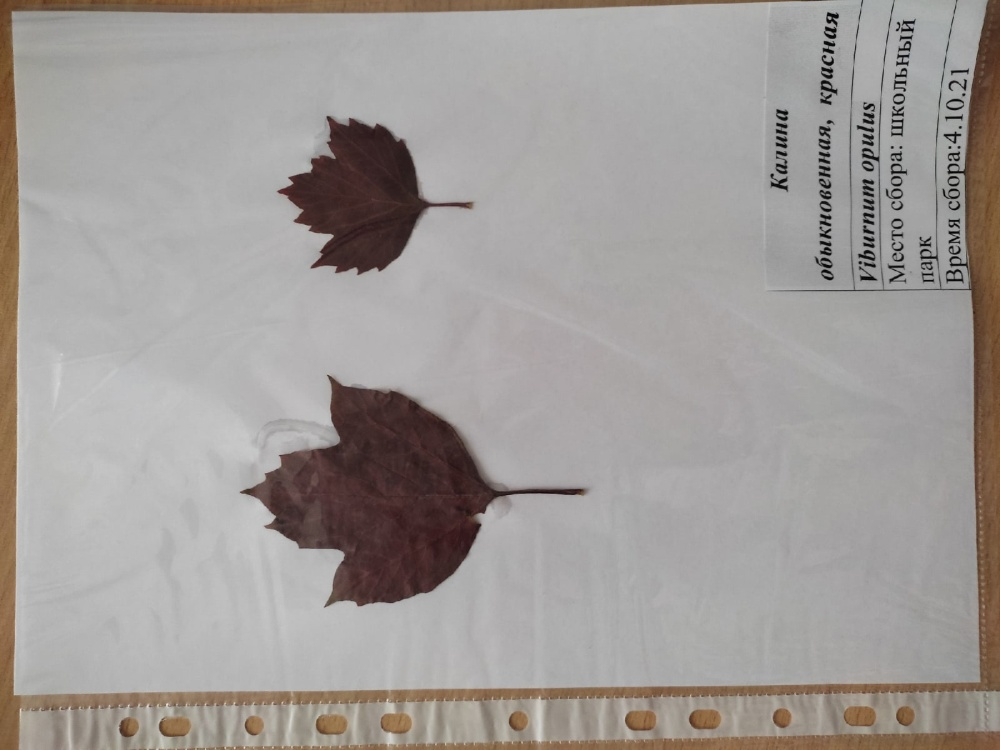 Калина
обыкновенная, красная
Viburnum opulus
Место сбора: школьный
парк
Время сбора:4.10.21